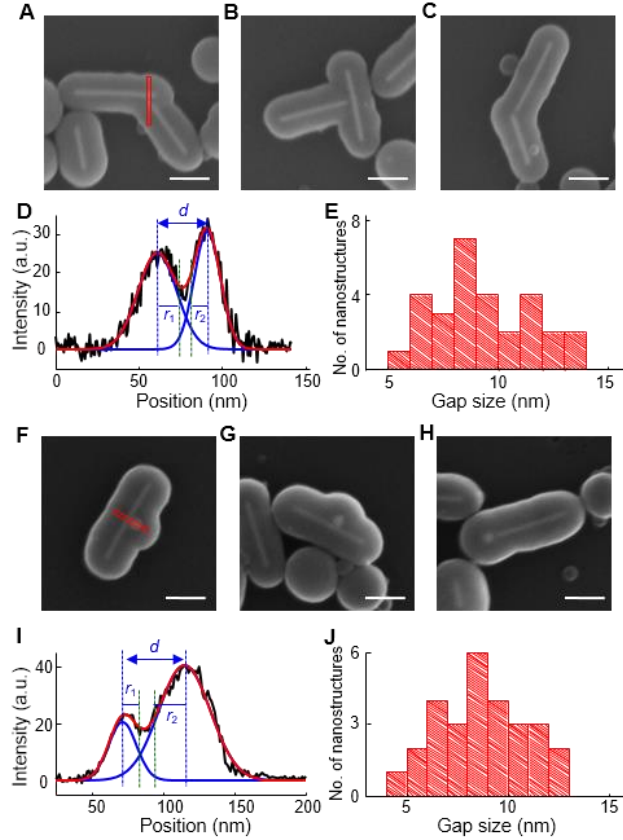 A
B
C
D
d
Intensity (a.u.)
30
20
10
0
r1
r2
0
50
100
150
Position (nm)
E
No. of nanostructures
8
4
0
5
10
15
Gap size (nm)
F
G
H
I
d
Intensity (a.u.)
40
20
0
r1
r2
50
100
150
200
Position (nm)
J
No. of nanostructures
6
3
0
5
10
15
Gap size (nm)